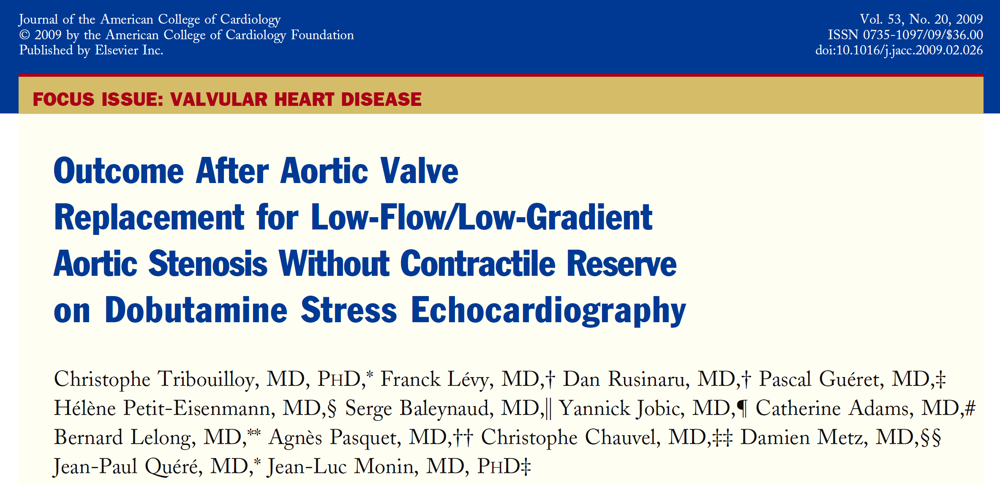 Journal of the American College of Cardiology
© 2009 by the American College of Cardiology Foundation
Published by Elsevier Inc.
Vol. 53, No. 20, 2009
ISSN 0735-1097/09/$36.00
doi:10.1016/j.jacc.2009.02.026
FOCUS ISSUE: VALVULAR HEART DISEASE
Outcome After Aortic Valve
Replacement for Low-Flow/Low-Gradient
Aortic Stenosis Without Contractile Reserve
on Dobutamine Stress Echocardiography
Christophe Tribouilloy, MD, PHD,* Franck Lévy, MD,† Dan Rusinaru, MD,† Pascal Guéret, MD,‡
Hélène Petit-Eisenmann, MD,§ Serge Baleynaud, MD,‖ Yannick Jobic, MD,¶ Catherine Adams, MD,#
Bernard Lelong, MD,** Agnès Pasquet, MD,†† Christophe Chauvel, MD,‡‡ Damien Metz, MD,§§
Jean-Paul Quéré, MD,* Jean-Luc Monin, MD, PHD‡